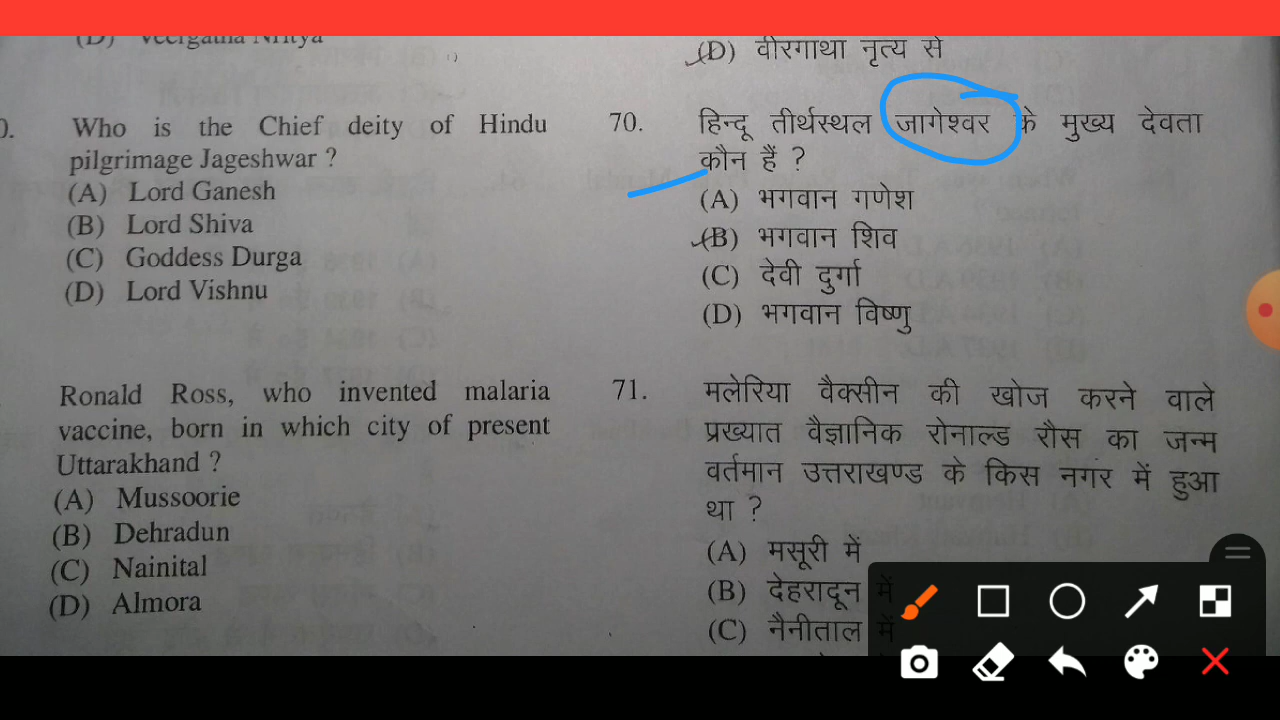 (D) Veergatha Nritya
0. Who is the Chief deity of Hindu
pilgrimage Jageshwar ?
(A) Lord Ganesh
(B) Lord Shiva
(C) Goddess Durga
(D) Lord Vishnu
Ronald Ross, who invented malaria
vaccine, born in which city of present
Uttarakhand ?
(A) Mussoorie
(B) Dehradun
(C) Nainital
(D) Almora
(D) वीरगाथा नृत्य से
70. हिन्दू तीर्थस्थल जागेश्वर के मुख्य देवता
कौन हैं ?
(A) भगवान गणेश
(B) भगवान शिव
(C) देवी दुर्गा
(D) भगवान विष्णु
71. मलेरिया वैक्सीन की खोज करने वाले
प्रख्यात वैज्ञानिक रोनाल्ड रौस का जन्म
वर्तमान उत्तराखण्ड के किस नगर में हुआ
था ?
(A) मसूरी में
(B) देहरादून में
(C) नैनीताल में